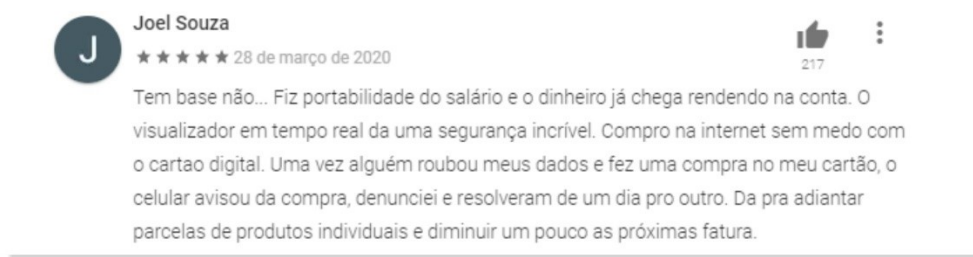 J
Joel Souza
★★★★★ 28 de março de 2020
217
Tem base não... Fiz portabilidade do salário e o dinheiro já chega rendendo na conta. O
visualizador em tempo real da uma segurança incrível. Compro na internet sem medo com
o cartao digital. Uma vez alguém roubou meus dados e fez uma compra no meu cartão, o
celular avisou da compra, denunciei e resolveram de um dia pro outro. Da pra adiantar
parcelas de produtos individuais e diminuir um pouco as próximas fatura.